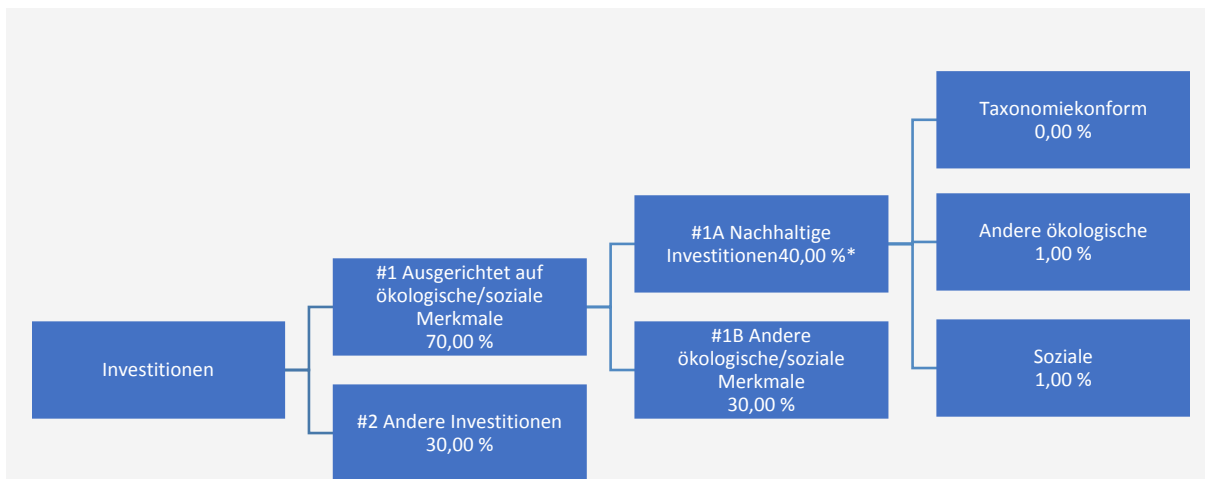 Investitionen
#1 Ausgerichtet auf
ökologische/soziale
Merkmale
70,00 %
#2 Andere Investitionen
30,00 %
#1A Nachhaltige
Investitionen40,00 %*
#1B Andere
ökologische/soziale
Merkmale
30,00 %
Taxonomiekonform
0,00 %
Andere ökologische
1,00 %
Soziale
1,00 %